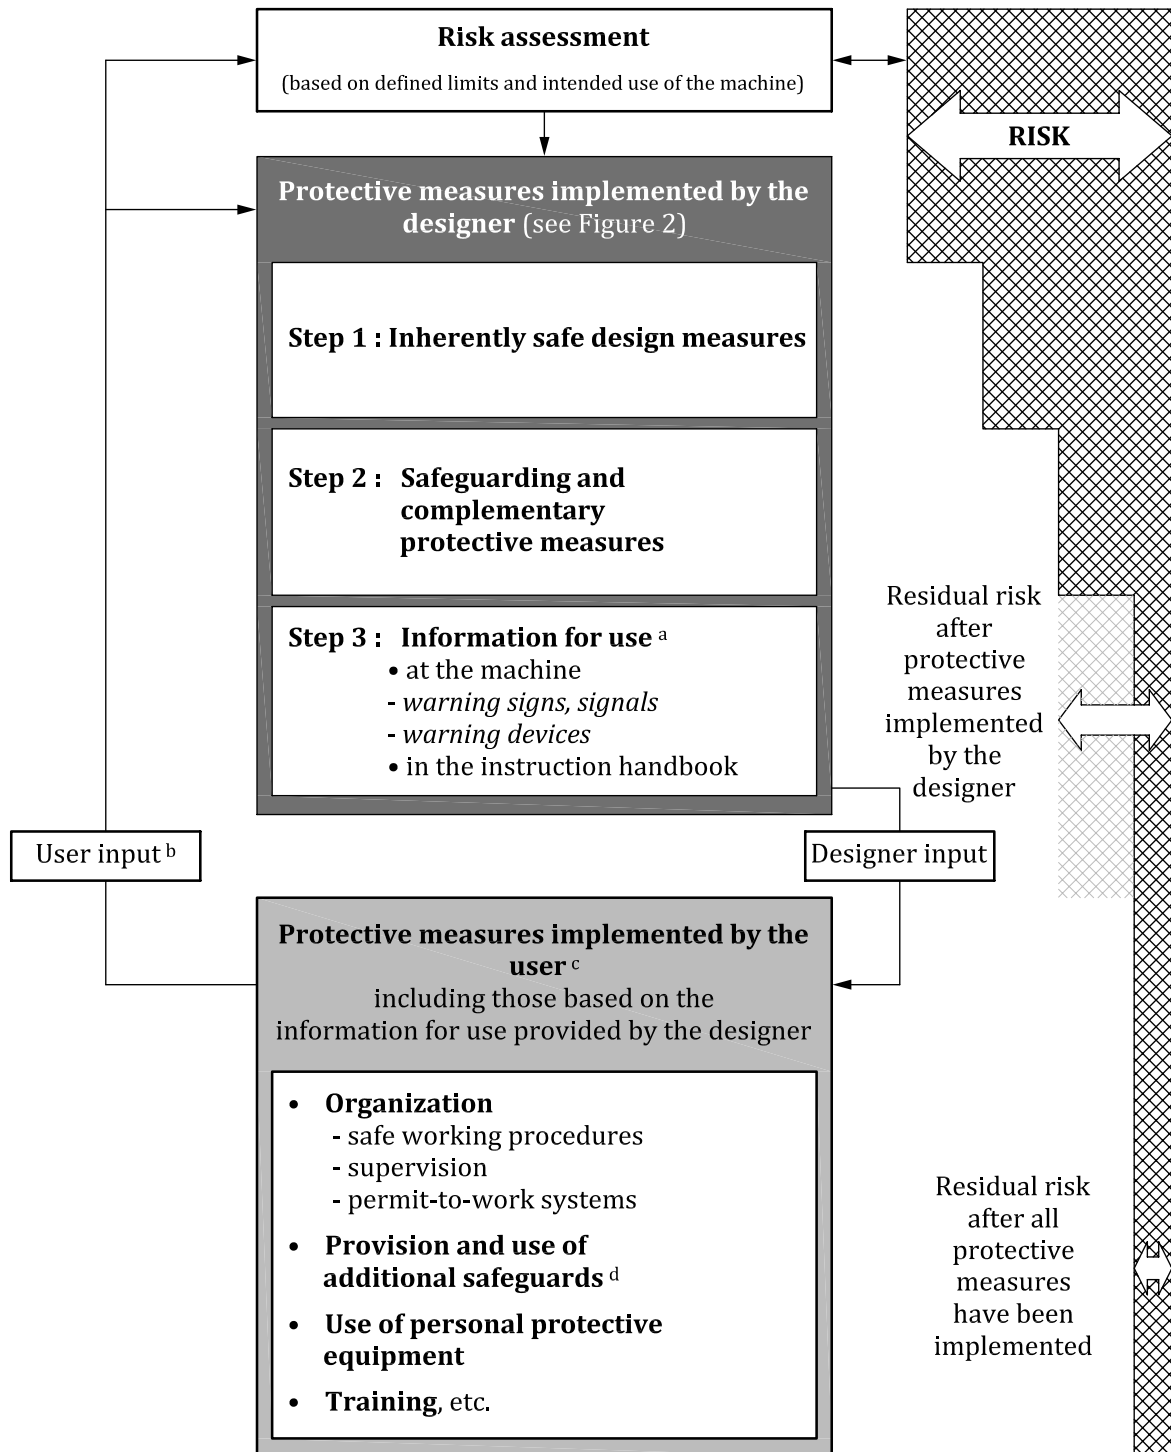 Risk assessment
(based on defined limits and intended use of the machine)
RISK
Protective measures implemented by the
designer (see Figure 2)
Step 1 : Inherently safe design measures
Step 2 : Safeguarding and
complementary
protective measures
Step 3 : Information for use a
• at the machine
- warning signs, signals
- warning devices
• in the instruction handbook
Residual risk
after
protective
measures
implemented
by the
designer
User input b
Designer input
Protective measures implemented by the
user c
including those based on the
information for use provided by the designer
• Organization
- safe working procedures
- supervision
- permit-to-work systems
• Provision and use of
additional safeguards d
• Use of personal protective
equipment
• Training, etc.
Residual risk
after all
protective
measures
have been
implemented